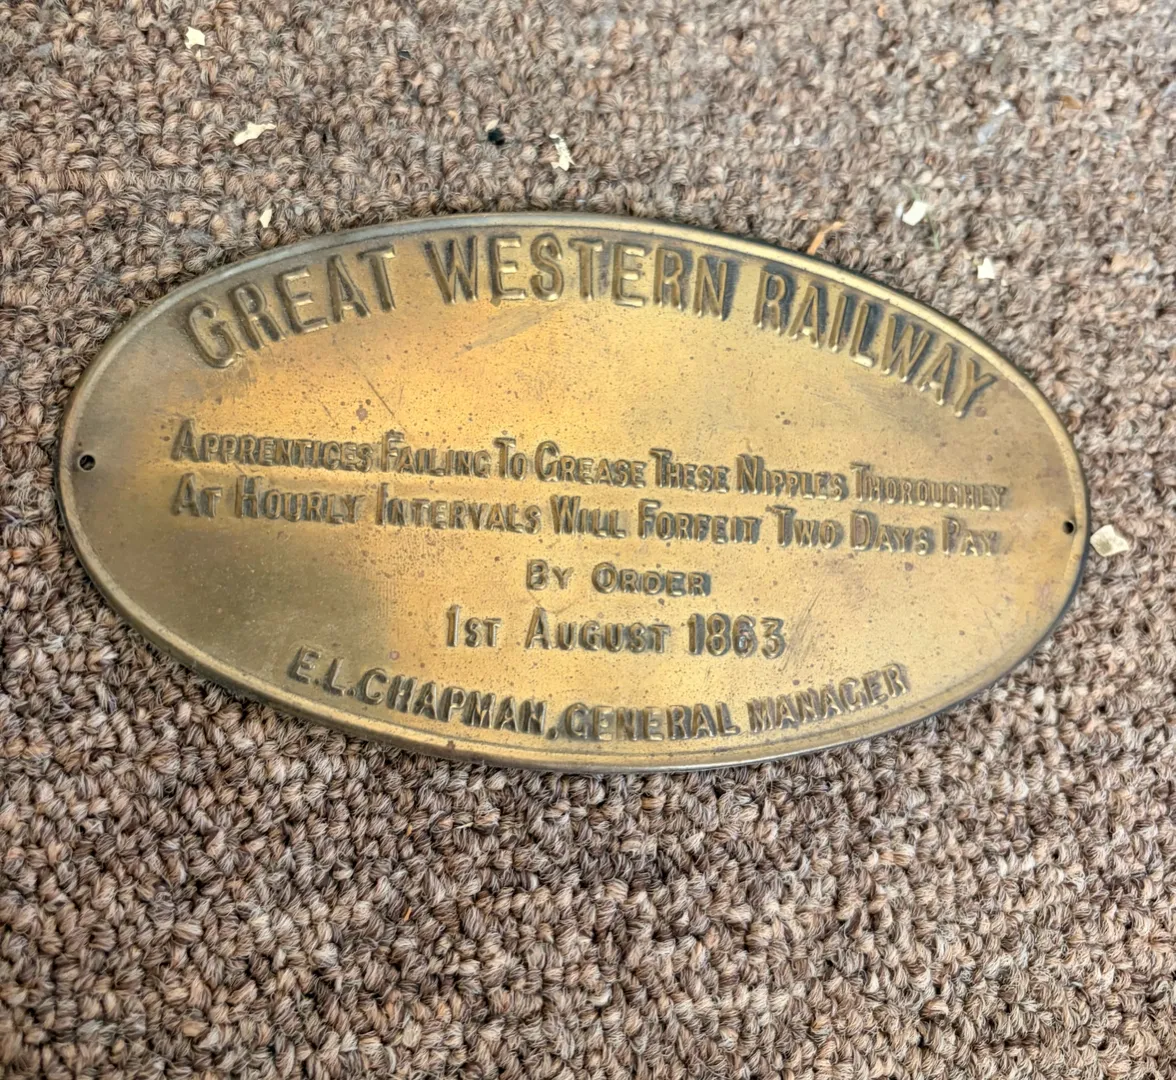 GREAT WESTERN RAILWAY
APPRENTICES FAILING TO GREASE THESE NIPPLES THOROUGHLY
AT HOURLY INTERVALS WILL FORFEIT TWO DAYS PAY
BY ORDER
1ST AUGUST 1863
E.L.CHAPMAN, GENERAL MANAGER